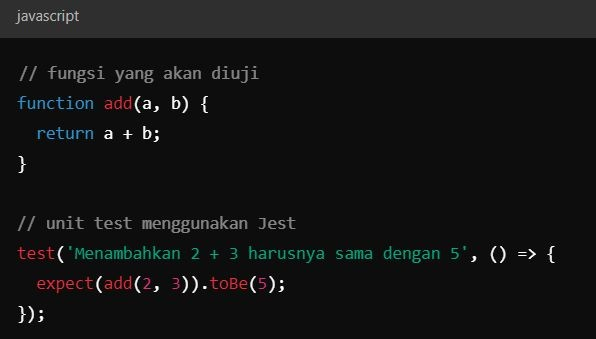 javascript
// fungsi yang akan diuji
function add(a, b) {
  return a + b;
}

// unit test menggunakan Jest
test('Menambahkan 2 + 3 harusnya sama dengan 5', () => {
  expect(add(2, 3)).toBe(5);
});